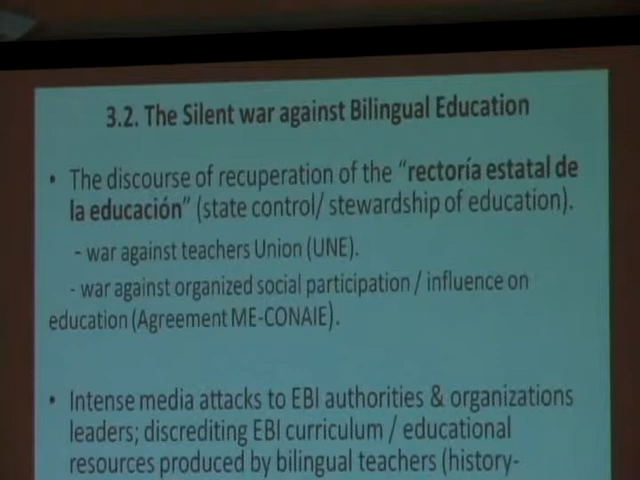 3.2. The Silent war against Bilingual Education
• The discourse of recuperation of the “rectoría estatal de
la educación” (state control/ stewardship of education).
- war against teachers Union (UNE).
- war against organized social participation / influence on
education (Agreement ME-CONAIE).
• Intense media attacks to EBI authorities & organizations
leaders; discrediting EBI curriculum / educational
resources produced by bilingual teachers (history-